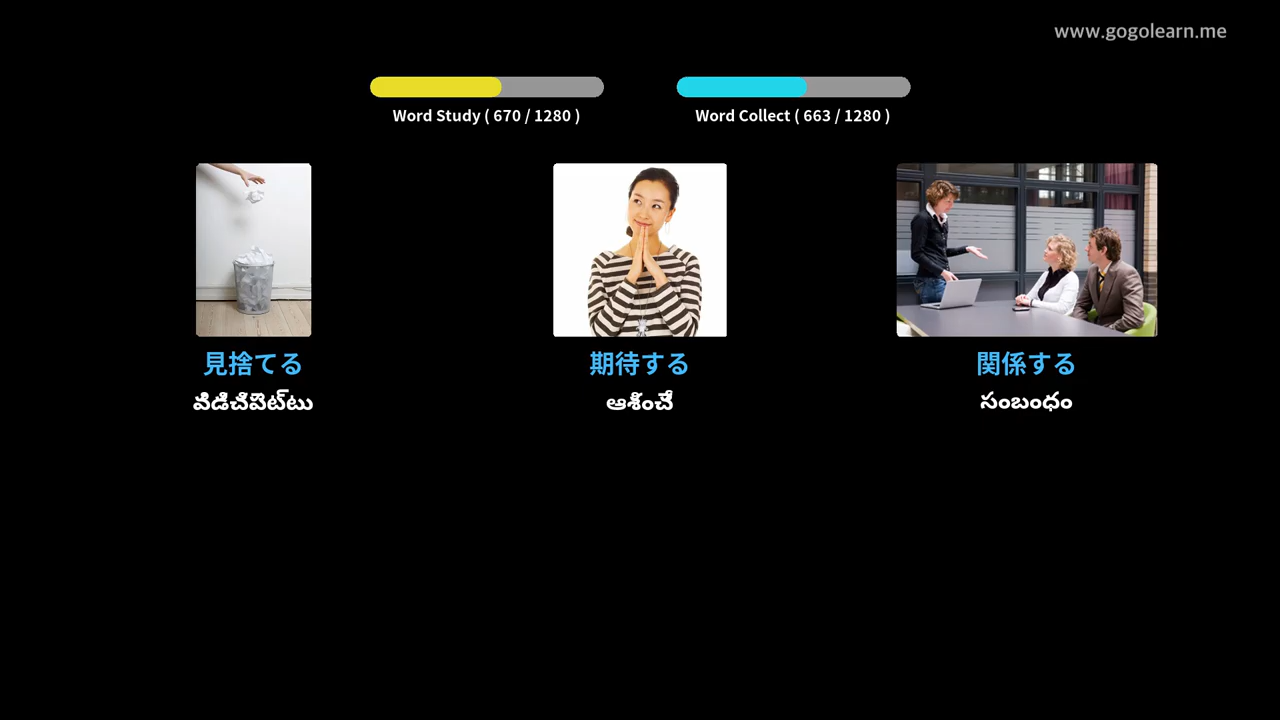 www.gogolearn.me
Word Study ( 670 / 1280 )
Word Collect ( 663 / 1280 )
見捨てる
期待する
関係する
విడిచిపెట్టు
ఆశించే
సంబంధం